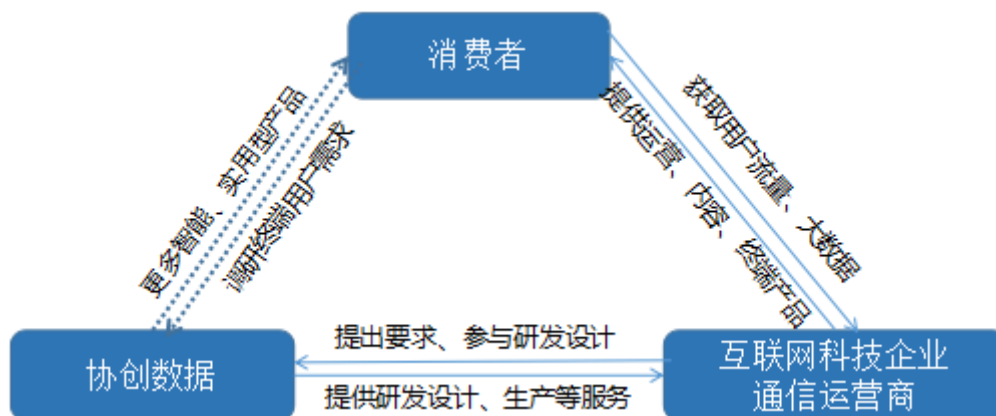 消费者
更多智能、实用型产品
调研终端用户需求
提供运营、内容、终端产品
获取用户流量、大数据
提出要求、参与研发设计
协创数据
提供研发设计、生产等服务
互联网科技企业
通信运营商